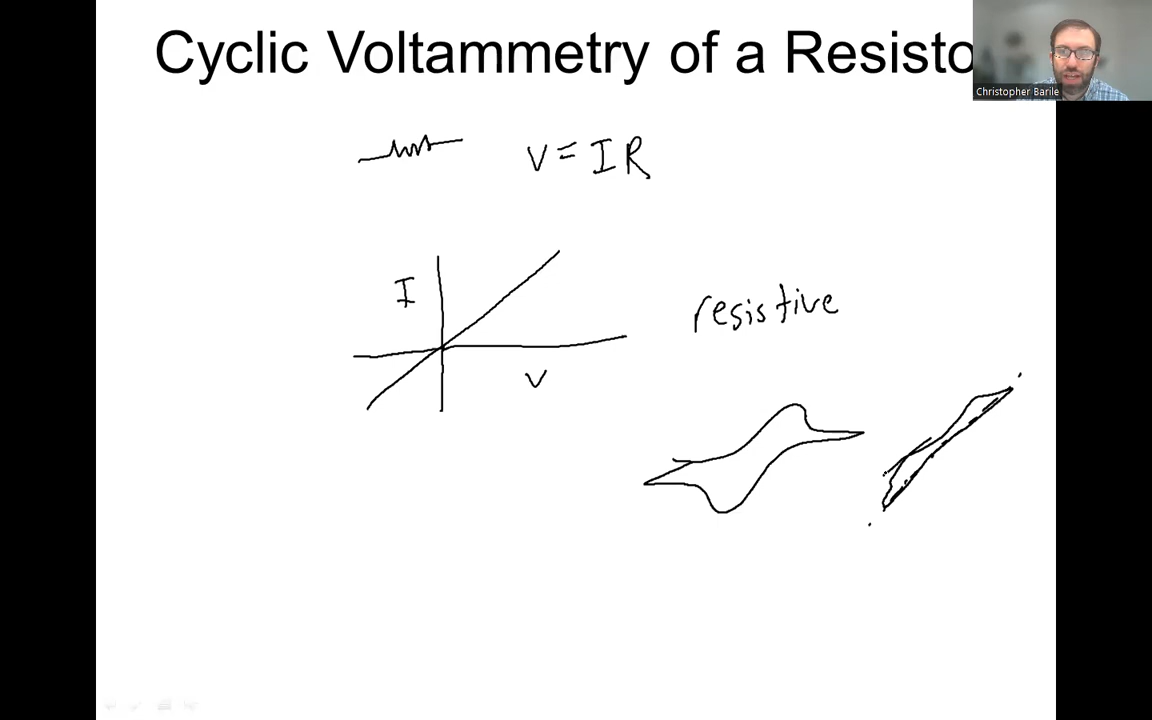 Cyclic Voltammetry of a Resisto
Christopher Barile
V = IR
I
resistive
V